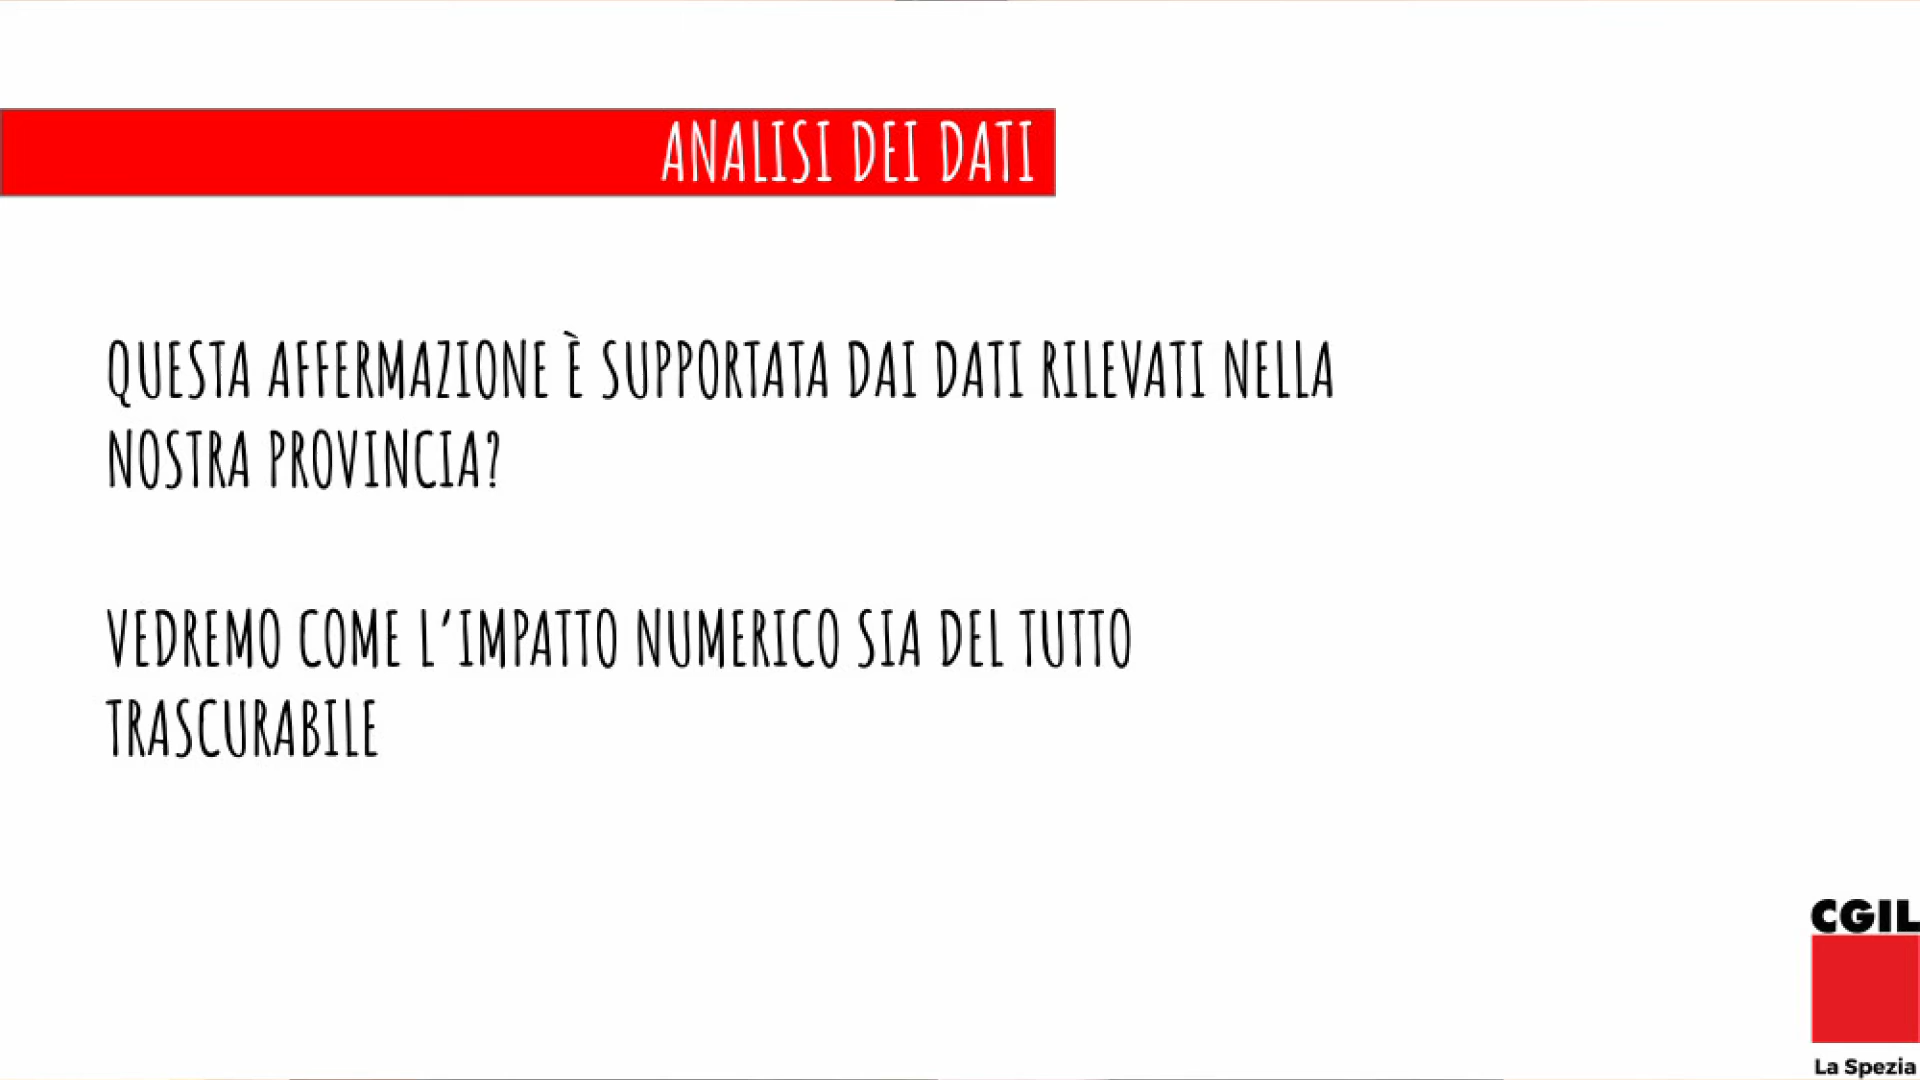 ANALISI DEI DATI
QUESTA AFFERMAZIONE È SUPPORTATA DAI DATI RILEVATI NELLA
NOSTRA PROVINCIA?
VEDREMO COME L'IMPATTO NUMERICO SIA DEL TUTTO
TRASCURABILE
CGIL
La Spezia